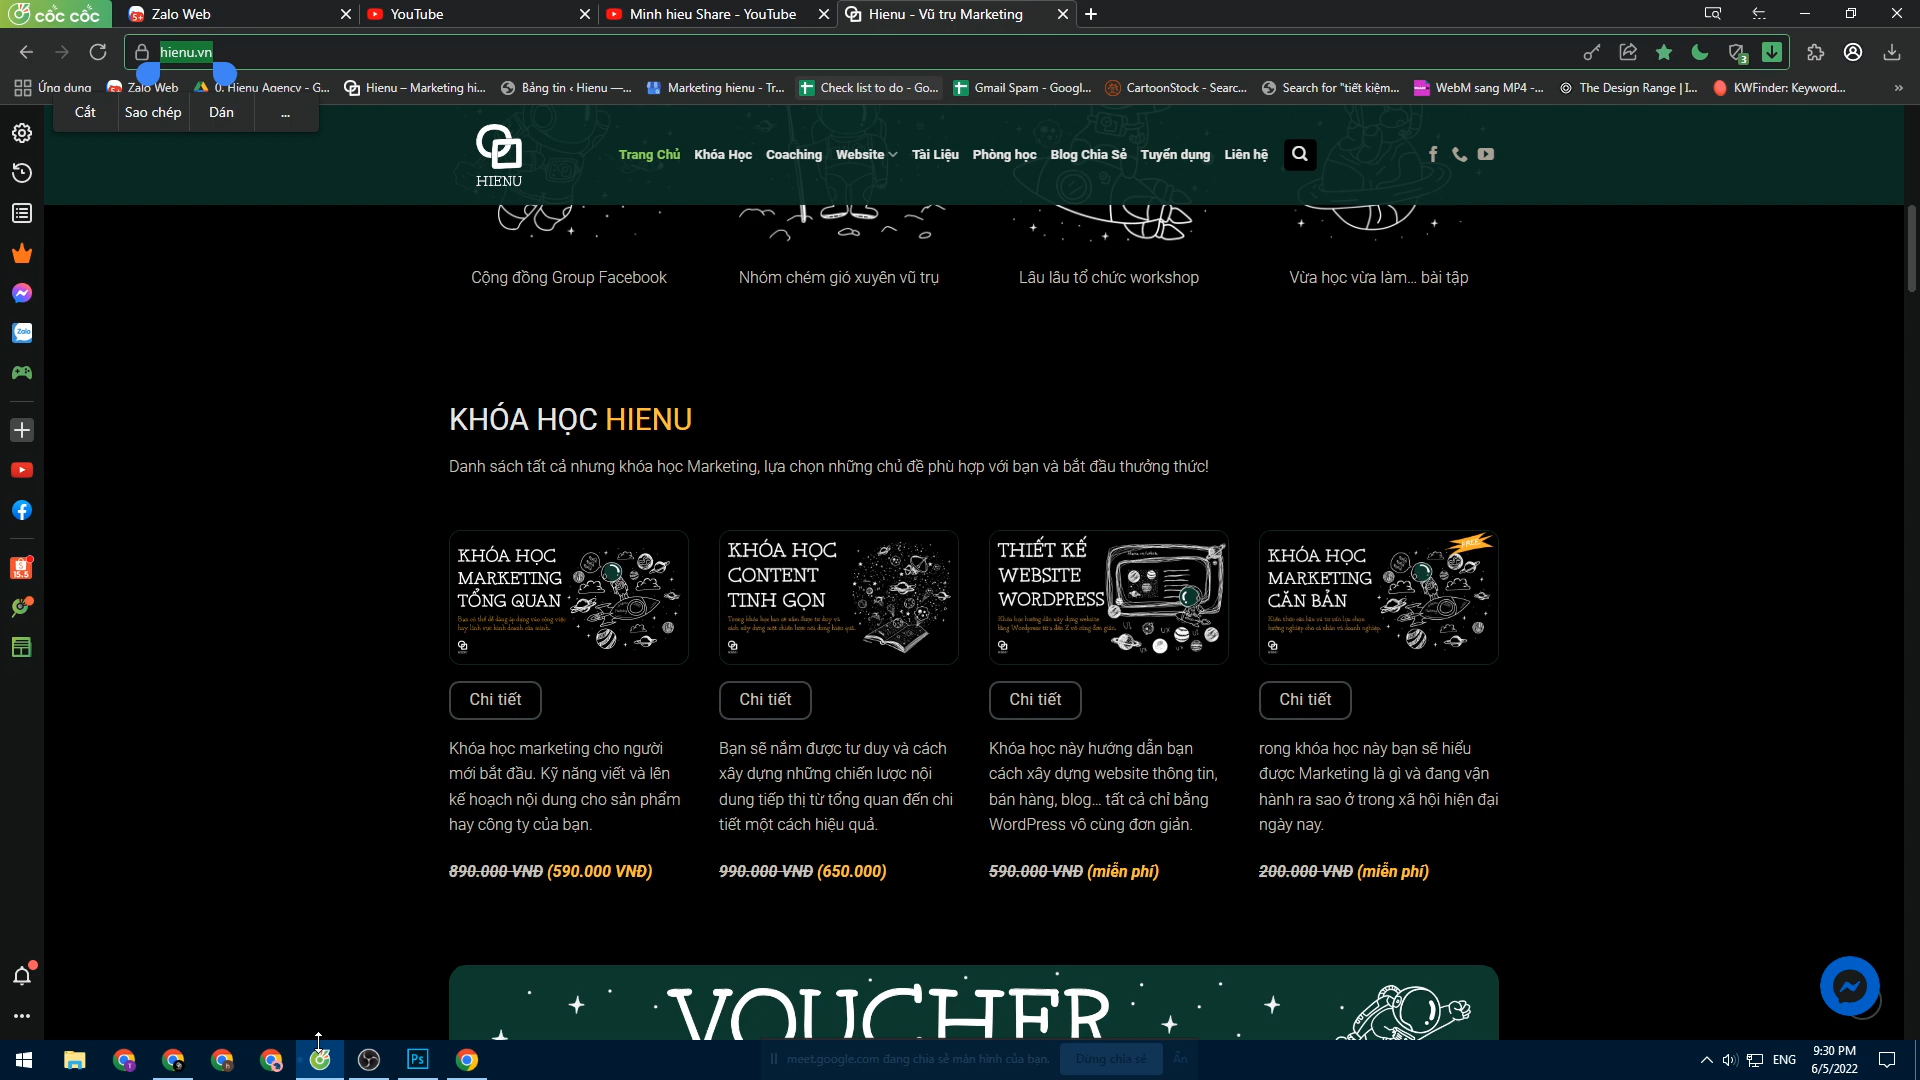 cốc cốc
Zalo Web
YouTube
Minh hieu Share - YouTube
Hienu - Vũ trụ Marketing
hienu.vn
3
Ứng dụng
Zalo Web
0. Hienu Agency - G...
Hienu – Marketing hi...
Bảng tin ‹ Hienu —...
Marketing hienu - Tr...
Check list to do - Go...
Gmail Spam - Googl...
CartoonStock - Searc...
Search for "tiết kiệm...
WebM sang MP4 -...
The Design Range | I...
KWFinder: Keyword...
»
Cắt
Sao chép
Dán
...
HIENU
Trang Chủ
Khóa Học
Coaching
Website
Tài Liệu
Phòng học
Blog Chia Sẻ
Tuyển dụng
Liên hệ
Cộng đồng Group Facebook
Nhóm chém gió xuyên vũ trụ
Lâu lâu tổ chức workshop
Vừa học vừa làm... bài tập
KHÓA HỌC HIENU
Danh sách tất cả nhưng khóa học Marketing, lựa chọn những chủ đề phù hợp với bạn và bắt đầu thưởng thức!
KHÓA HỌC
MARKETING
TỔNG QUAN
KHÓA HỌC
CONTENT
TINH GỌN
THIẾT KẾ
WEBSITE
WORDPRESS
KHÓA HỌC
MARKETING
CĂN BẢN
FREE
Chi tiết
Chi tiết
Chi tiết
Chi tiết
Khóa học marketing cho người
mới bắt đầu. Kỹ năng viết và lên
kế hoạch nội dung cho sản phẩm
hay công ty của bạn.
Bạn sẽ nắm được tư duy và cách
xây dựng những chiến lược nội
dung tiếp thị từ tổng quan đến chi
tiết một cách hiệu quả.
Khóa học này hướng dẫn bạn
cách xây dựng website thông tin,
bán hàng, blog... tất cả chỉ bằng
WordPress vô cùng đơn giản.
rong khóa học này bạn sẽ hiểu
được Marketing là gì và đang vận
hành ra sao ở trong xã hội hiện đại
ngày nay.
890.000 VNĐ (590.000 VNĐ)
990.000 VNĐ (650.000)
590.000 VNĐ (miễn phí)
200.000 VNĐ (miễn phí)
VOUCHER
15.5
Zalo
Ps
meet.google.com đang chia sẻ màn hình của bạn.
Dừng chia sẻ
Ẩn
ENG
9:30 PM
6/5/2022